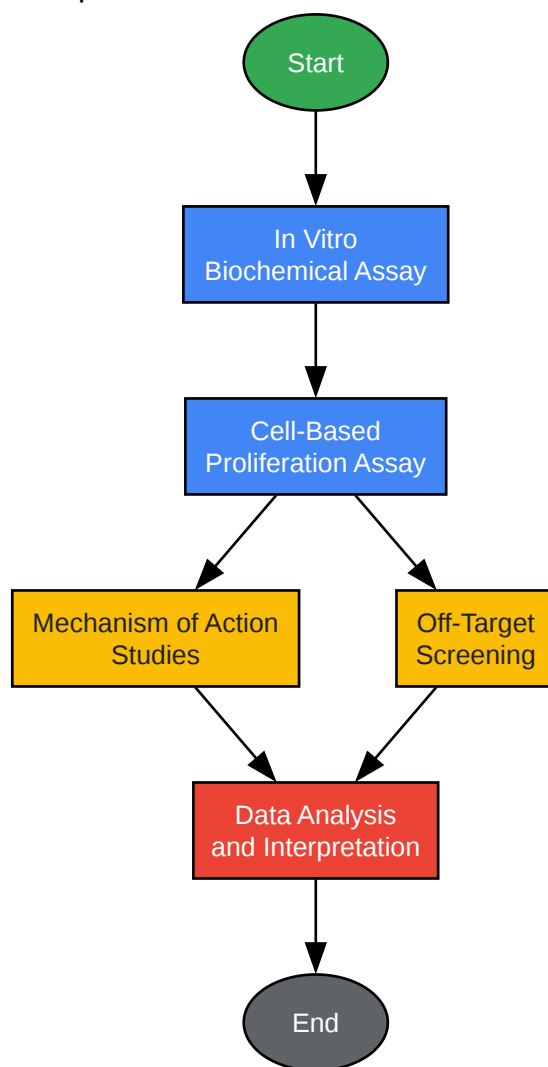 Start
In Vitro
Biochemical Assay
Cell-Based
Proliferation Assay
Mechanism of Action
Studies
Off-Target
Screening
Data Analysis
and Interpretation
End